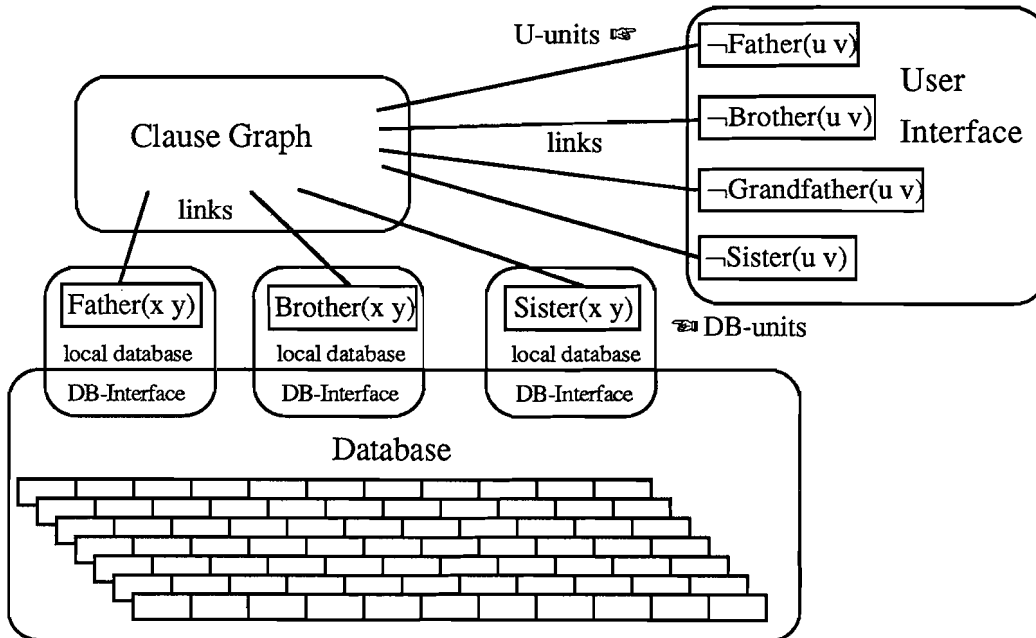 U-units ☞
¬Father(u v)
User
Interface
¬Brother(u v)
Clause Graph
links
¬Grandfather(u v)
links
¬Sister(u v)
Father(x y)
Brother(x y)
Sister(x y)
☜ DB-units
local database
local database
local database
DB-Interface
DB-Interface
DB-Interface
Database